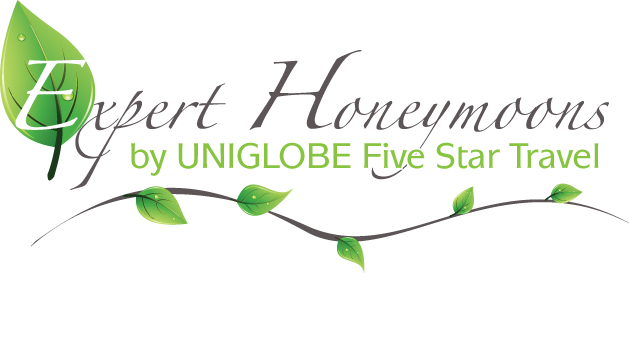 Expert Honeymoons
by UNIGLOBE Five Star Travel